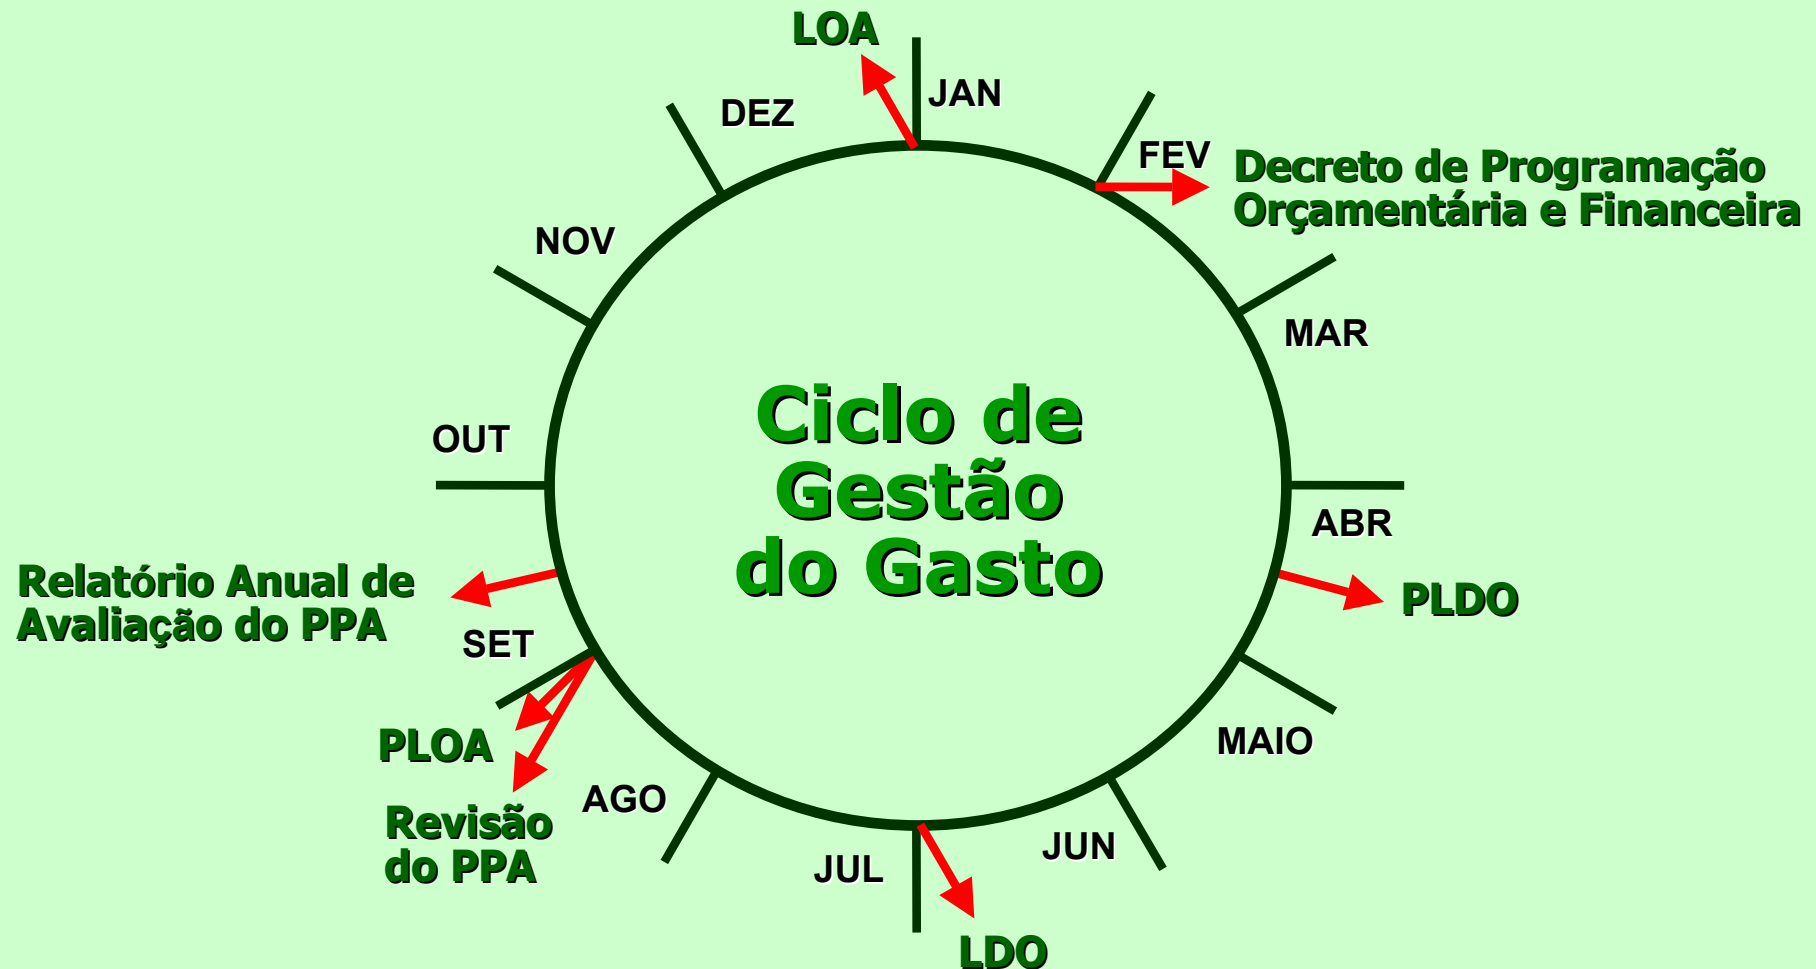 LOA
JAN
DEZ
FEV
Decreto de Programação
Orçamentária e Financeira
NOV
MAR
OUT
Ciclo de
Gestão
do Gasto
ABR
Relatório Anual de
Avaliação do PPA
PLDO
SET
PLOA
MAIO
AGO
Revisão
do PPA
JUL
JUN
LDO